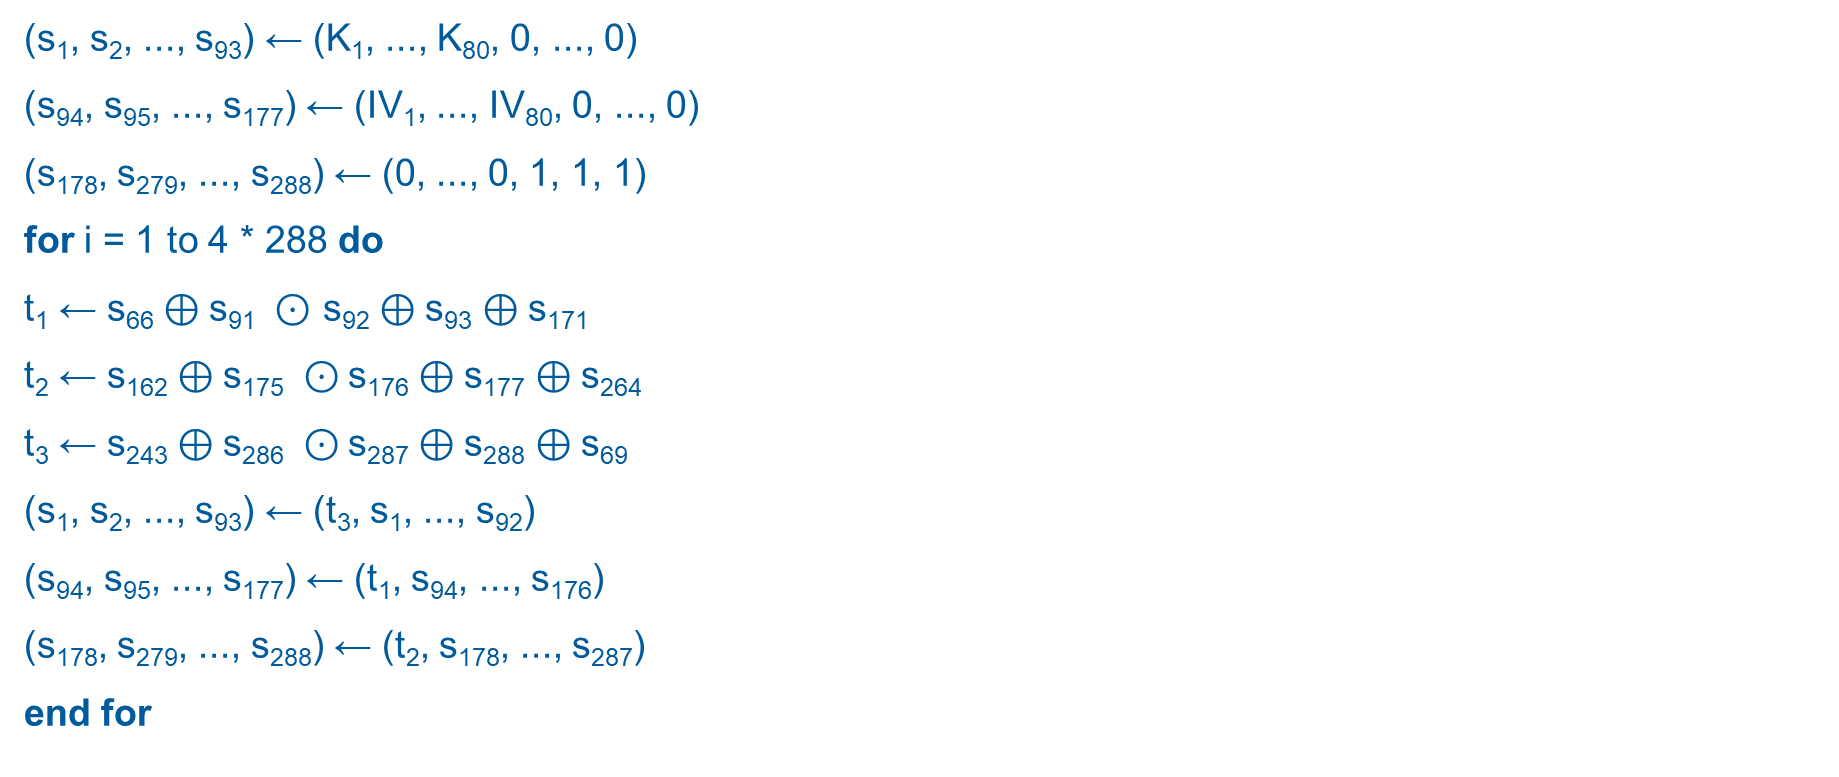 (s₁, s₂, ..., s₉₃) ← (K₁, ..., K₈₀, 0, ..., 0)
(s₉₄, s₉₅, ..., s₁₇₇) ← (IV₁, ..., IV₈₀, 0, ..., 0)
(s₁₇₈, s₂₇₉, ..., s₂₈₈) ← (0, ..., 0, 1, 1, 1)
for i = 1 to 4 * 288 do
t₁ ← s₆₆ ⊕ s₉₁ ⊙ s₉₂ ⊕ s₉₃ ⊕ s₁₇₁
t₂ ← s₁₆₂ ⊕ s₁₇₅ ⊙ s₁₇₆ ⊕ s₁₇₇ ⊕ s₂₆₄
t₃ ← s₂₄₃ ⊕ s₂₈₆ ⊙ s₂₈₇ ⊕ s₂₈₈ ⊕ s₆₉
(s₁, s₂, ..., s₉₃) ← (t₃, s₁, ..., s₉₂)
(s₉₄, s₉₅, ..., s₁₇₇) ← (t₁, s₉₄, ..., s₁₇₆)
(s₁₇₈, s₂₇₉, ..., s₂₈₈) ← (t₂, s₁₇₈, ..., s₂₈₇)
end for